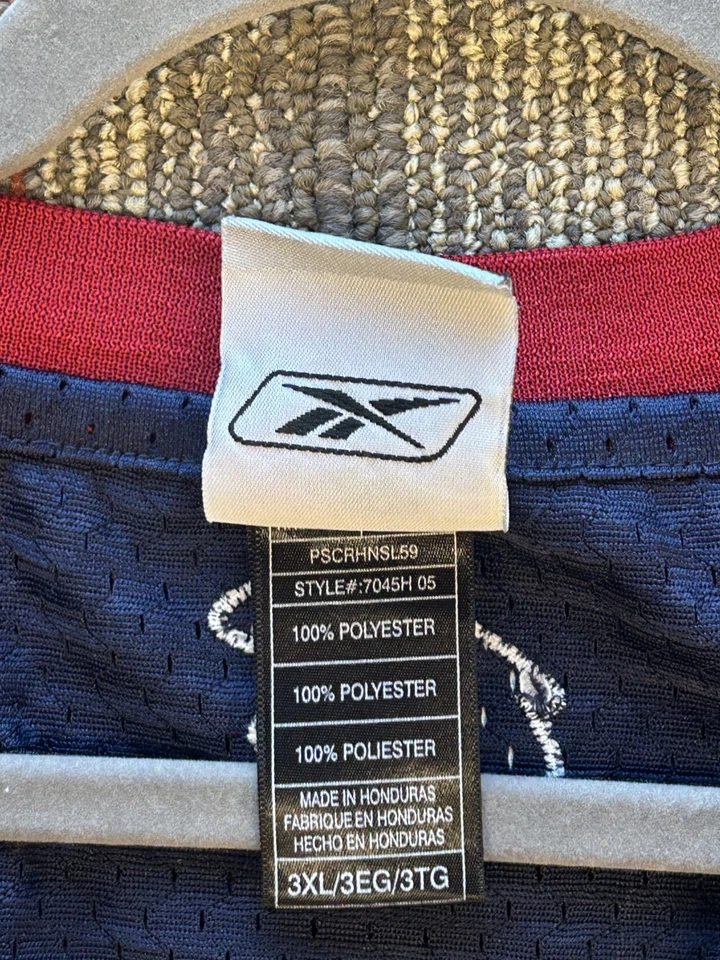 PSCRHNSL59
STYLE#:7045H 05
100% POLYESTER
100% POLYESTER
100% POLIESTER
MADE IN HONDURAS
FABRIQUE EN HONDURAS
HECHO EN HONDURAS
3XL/3EG/3TG